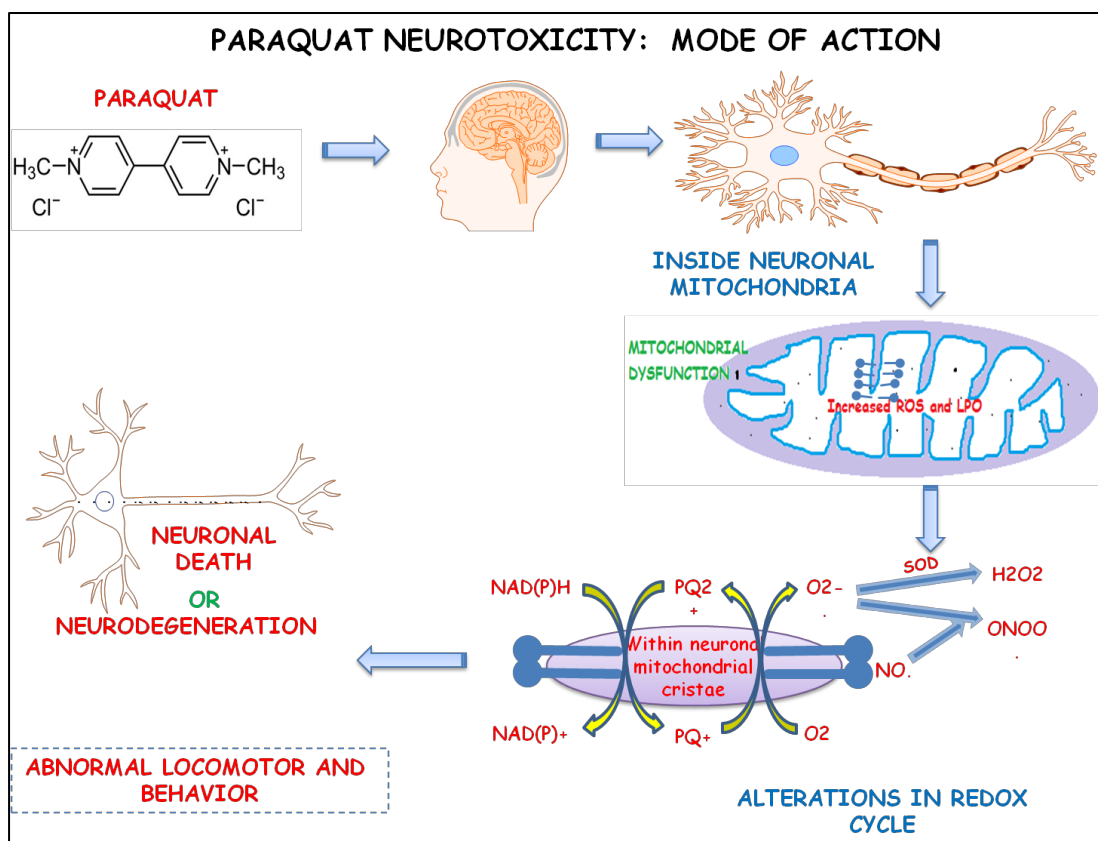 PARAQUAT NEUROTOXICITY: MODE OF ACTION
PARAQUAT
H3C-N+
N+-CH3
Cl−
Cl−
INSIDE NEURONAL
MITOCHONDRIA
MITOCHONDRIAL
DYSFUNCTION :
Increased ROS and LPO
NEURONAL
DEATH
OR
NEURODEGENERATION
SOD
H2O2
NAD(P)H
PQ2
+
O2-
.
ONOO
.
Within neurona
mitochondrial
cristae
NO.
NAD(P)+
PQ+
O2
ABNORMAL LOCOMOTOR AND
BEHAVIOR
ALTERATIONS IN REDOX
CYCLE